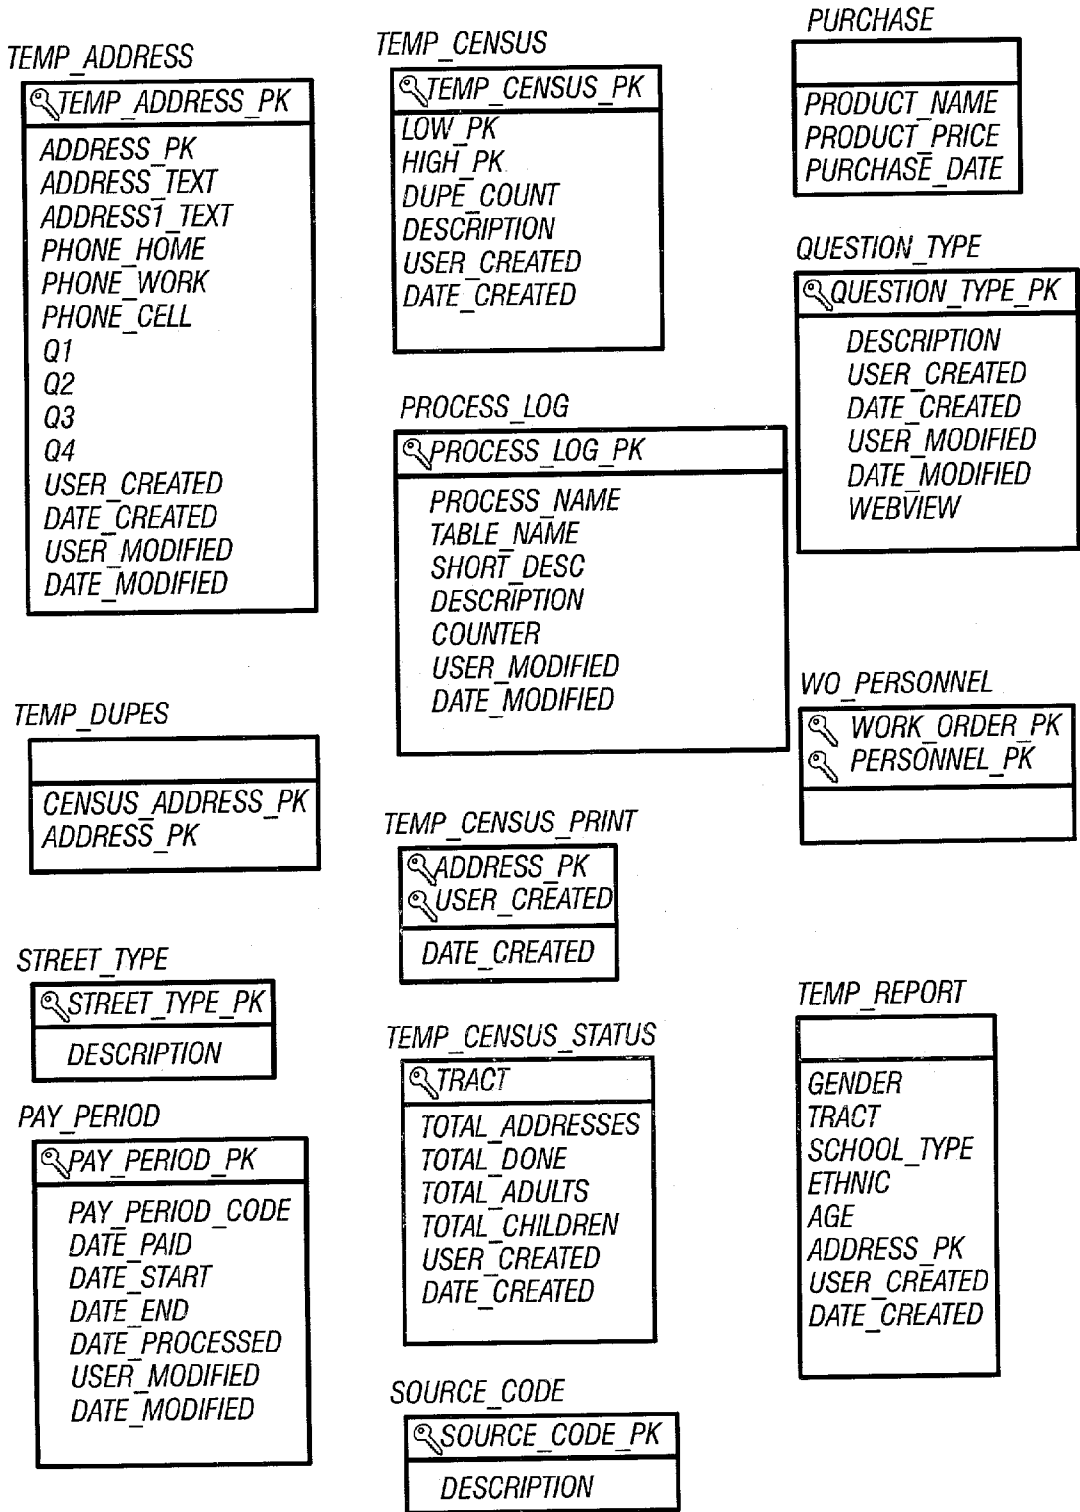 TEMP_ADDRESS
TEMP_ADDRESS_PK
ADDRESS_PK
ADDRESS_TEXT
ADDRESS1_TEXT
PHONE_HOME
PHONE_WORK
PHONE_CELL
Q1
Q2
Q3
Q4
USER_CREATED
DATE_CREATED
USER_MODIFIED
DATE_MODIFIED
TEMP_DUPES
CENSUS_ADDRESS_PK
ADDRESS_PK
STREET_TYPE
STREET_TYPE_PK
DESCRIPTION
PAY_PERIOD
PAY_PERIOD_PK
PAY_PERIOD_CODE
DATE_PAID
DATE_START
DATE_END
DATE_PROCESSED
USER_MODIFIED
DATE_MODIFIED
TEMP_CENSUS
TEMP_CENSUS_PK
LOW_PK
HIGH_PK
DUPE_COUNT
DESCRIPTION
USER_CREATED
DATE_CREATED
PROCESS_LOG
PROCESS_LOG_PK
PROCESS_NAME
TABLE_NAME
SHORT_DESC
DESCRIPTION
COUNTER
USER_MODIFIED
DATE_MODIFIED
TEMP_CENSUS_PRINT
ADDRESS_PK
USER_CREATED
DATE_CREATED
TEMP_CENSUS_STATUS
TRACT
TOTAL_ADDRESSES
TOTAL_DONE
TOTAL_ADULTS
TOTAL_CHILDREN
USER_CREATED
DATE_CREATED
SOURCE_CODE
SOURCE_CODE_PK
DESCRIPTION
PURCHASE
PRODUCT_NAME
PRODUCT_PRICE
PURCHASE_DATE
QUESTION_TYPE
QUESTION_TYPE_PK
DESCRIPTION
USER_CREATED
DATE_CREATED
USER_MODIFIED
DATE_MODIFIED
WEBVIEW
WO_PERSONNEL
WORK_ORDER_PK
PERSONNEL_PK
TEMP_REPORT
GENDER
TRACT
SCHOOL_TYPE
ETHNIC
AGE
ADDRESS_PK
USER_CREATED
DATE_CREATED